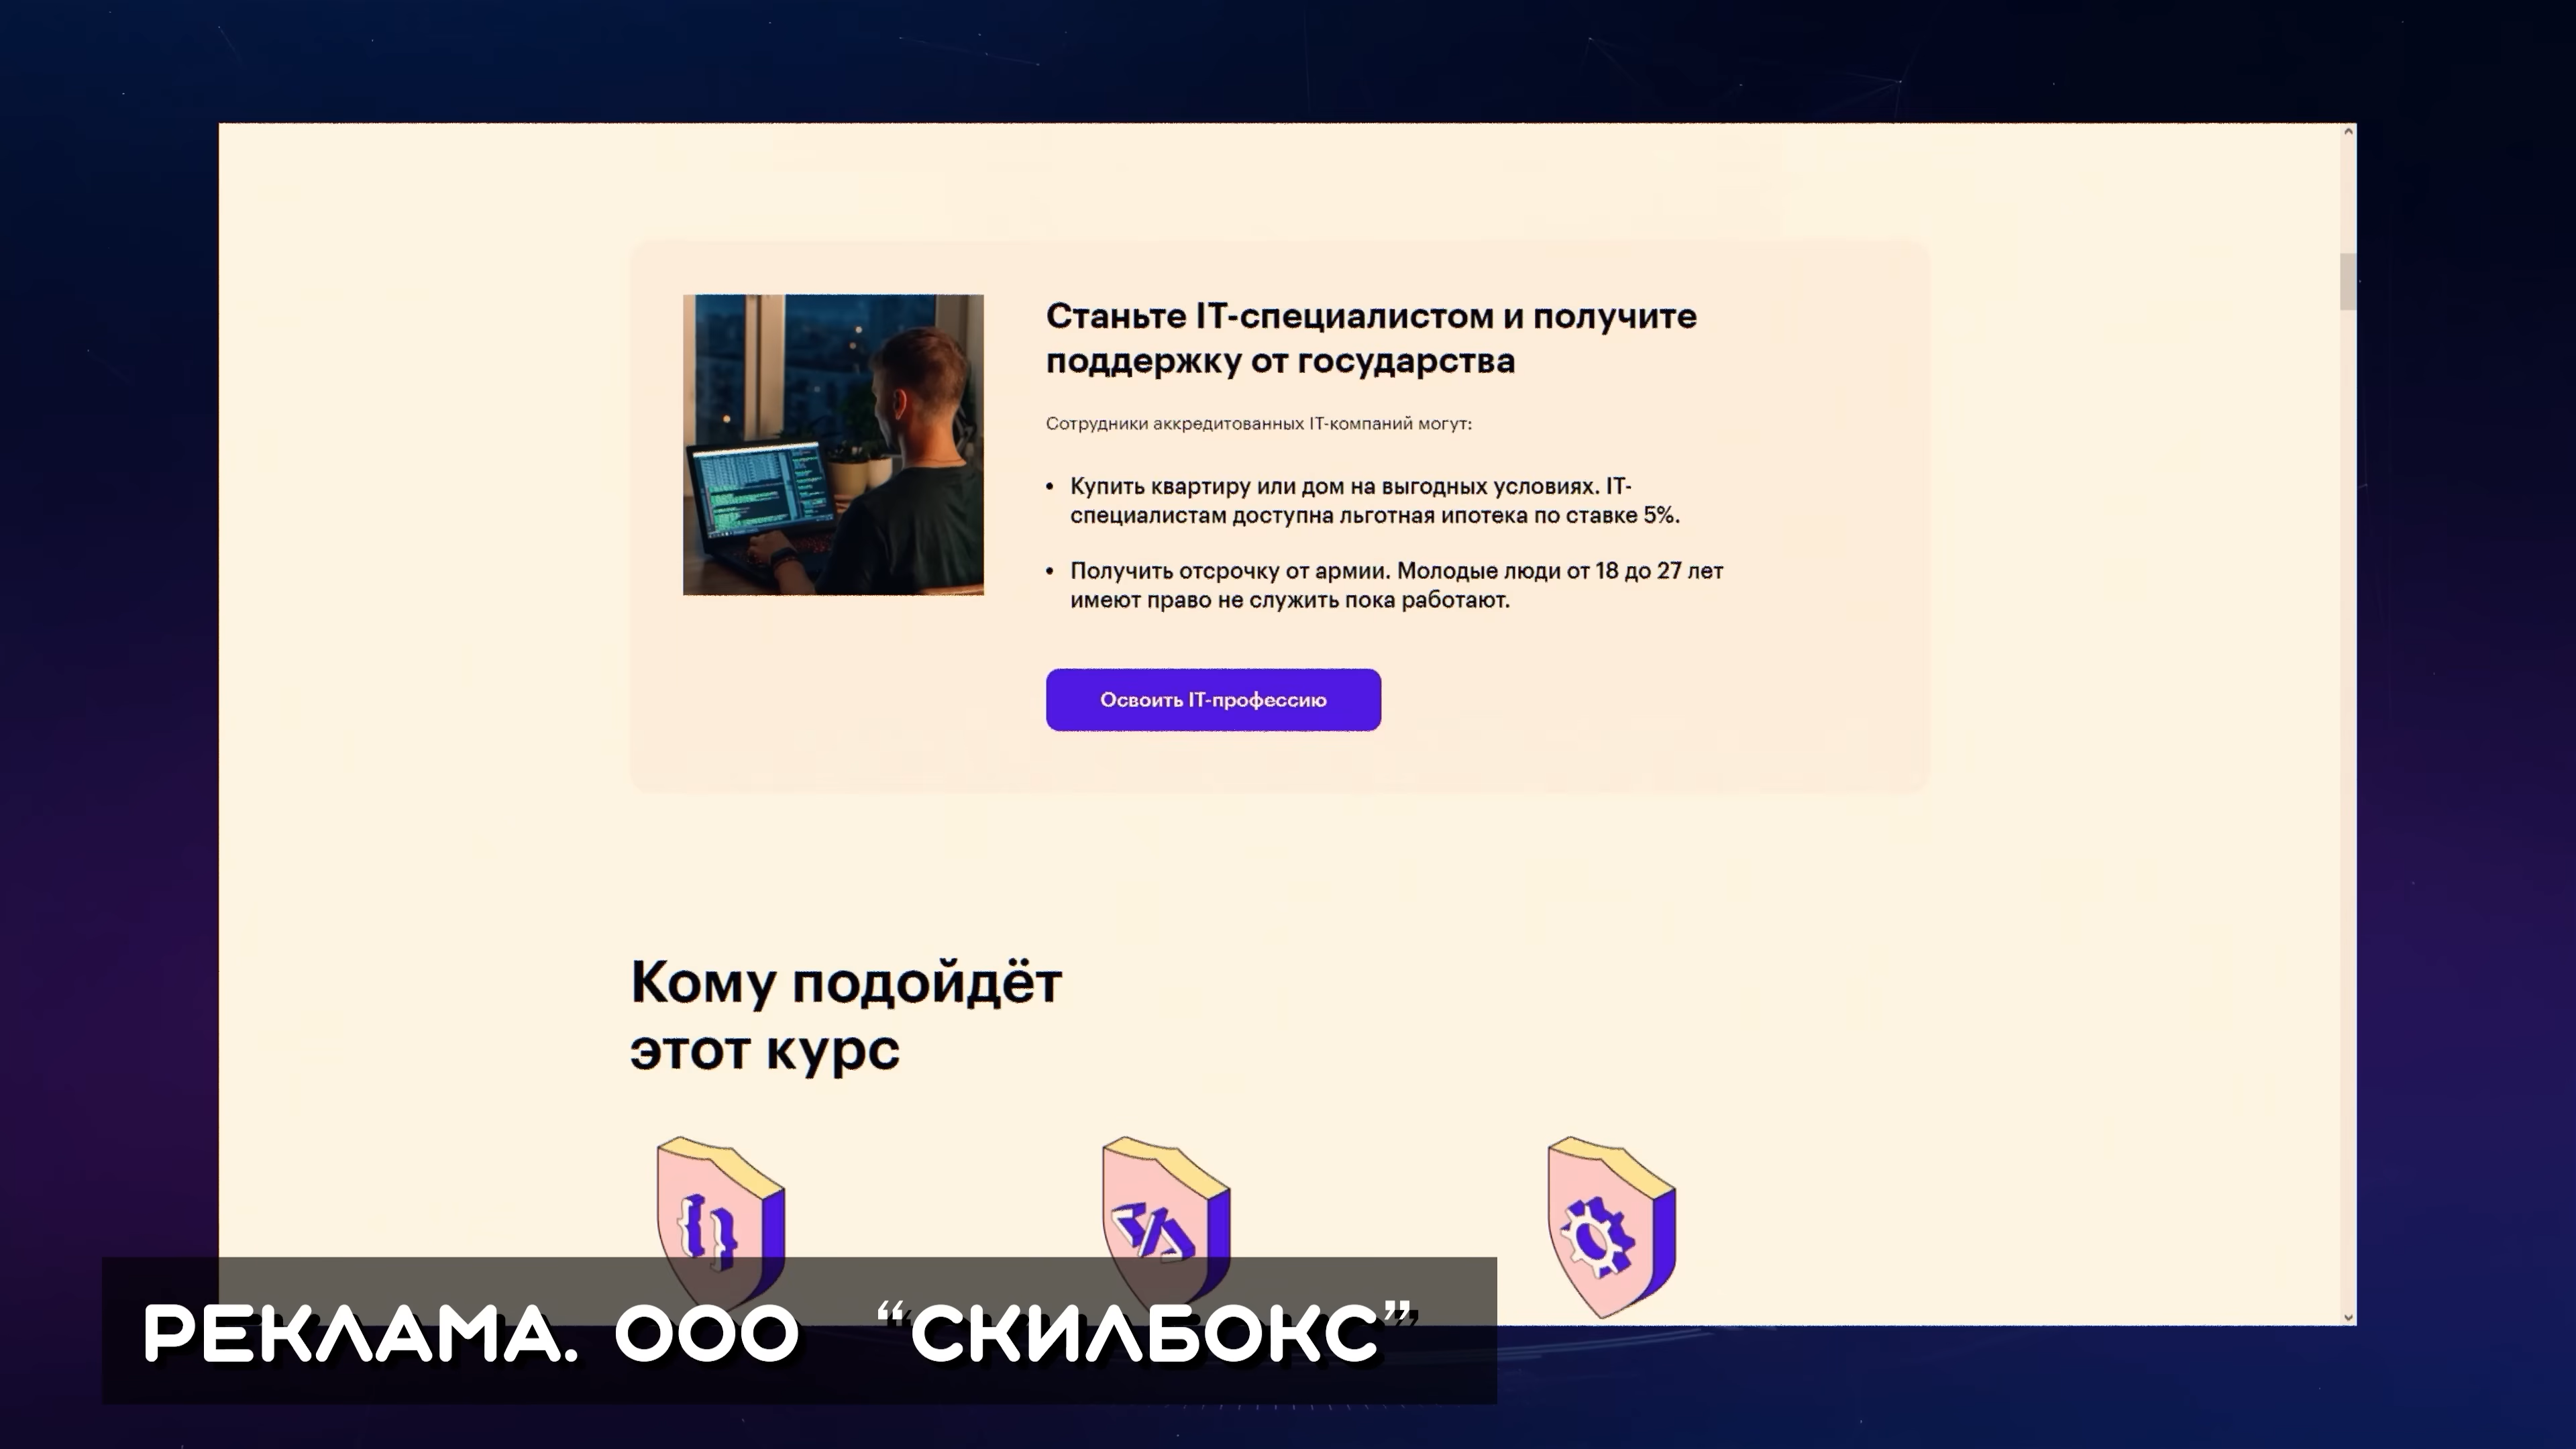 Станьте IT-специалистом и получите
поддержку от государства
Сотрудники аккредитованных IT-компаний могут:
• Купить квартиру или дом на выгодных условиях. IT-
специалистам доступна льготная ипотека по ставке 5%.
• Получить отсрочку от армии. Молодые люди от 18 до 27 лет
имеют право не служить пока работают.
Освоить IT-профессию
Кому подойдёт
этот курс
РЕКЛАМА. ООО “СКИЛБОКС”